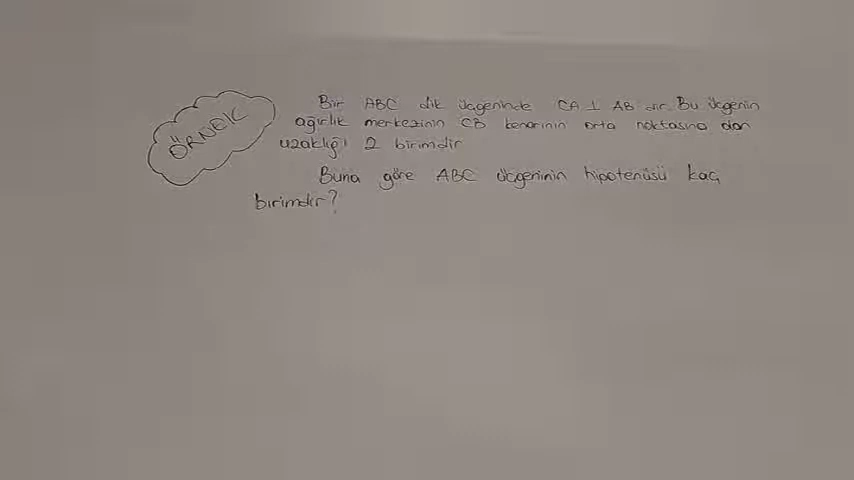 ÖRNEK
Bir ABC dik üçgeninde CA ⊥ AB dir. Bu üçgenin
ağırlık merkezinin CB kenarının orta noktasına olan
uzaklığı 2 birimdir
Buna göre ABC üçgeninin hipotenüsü kaç
birimdir?